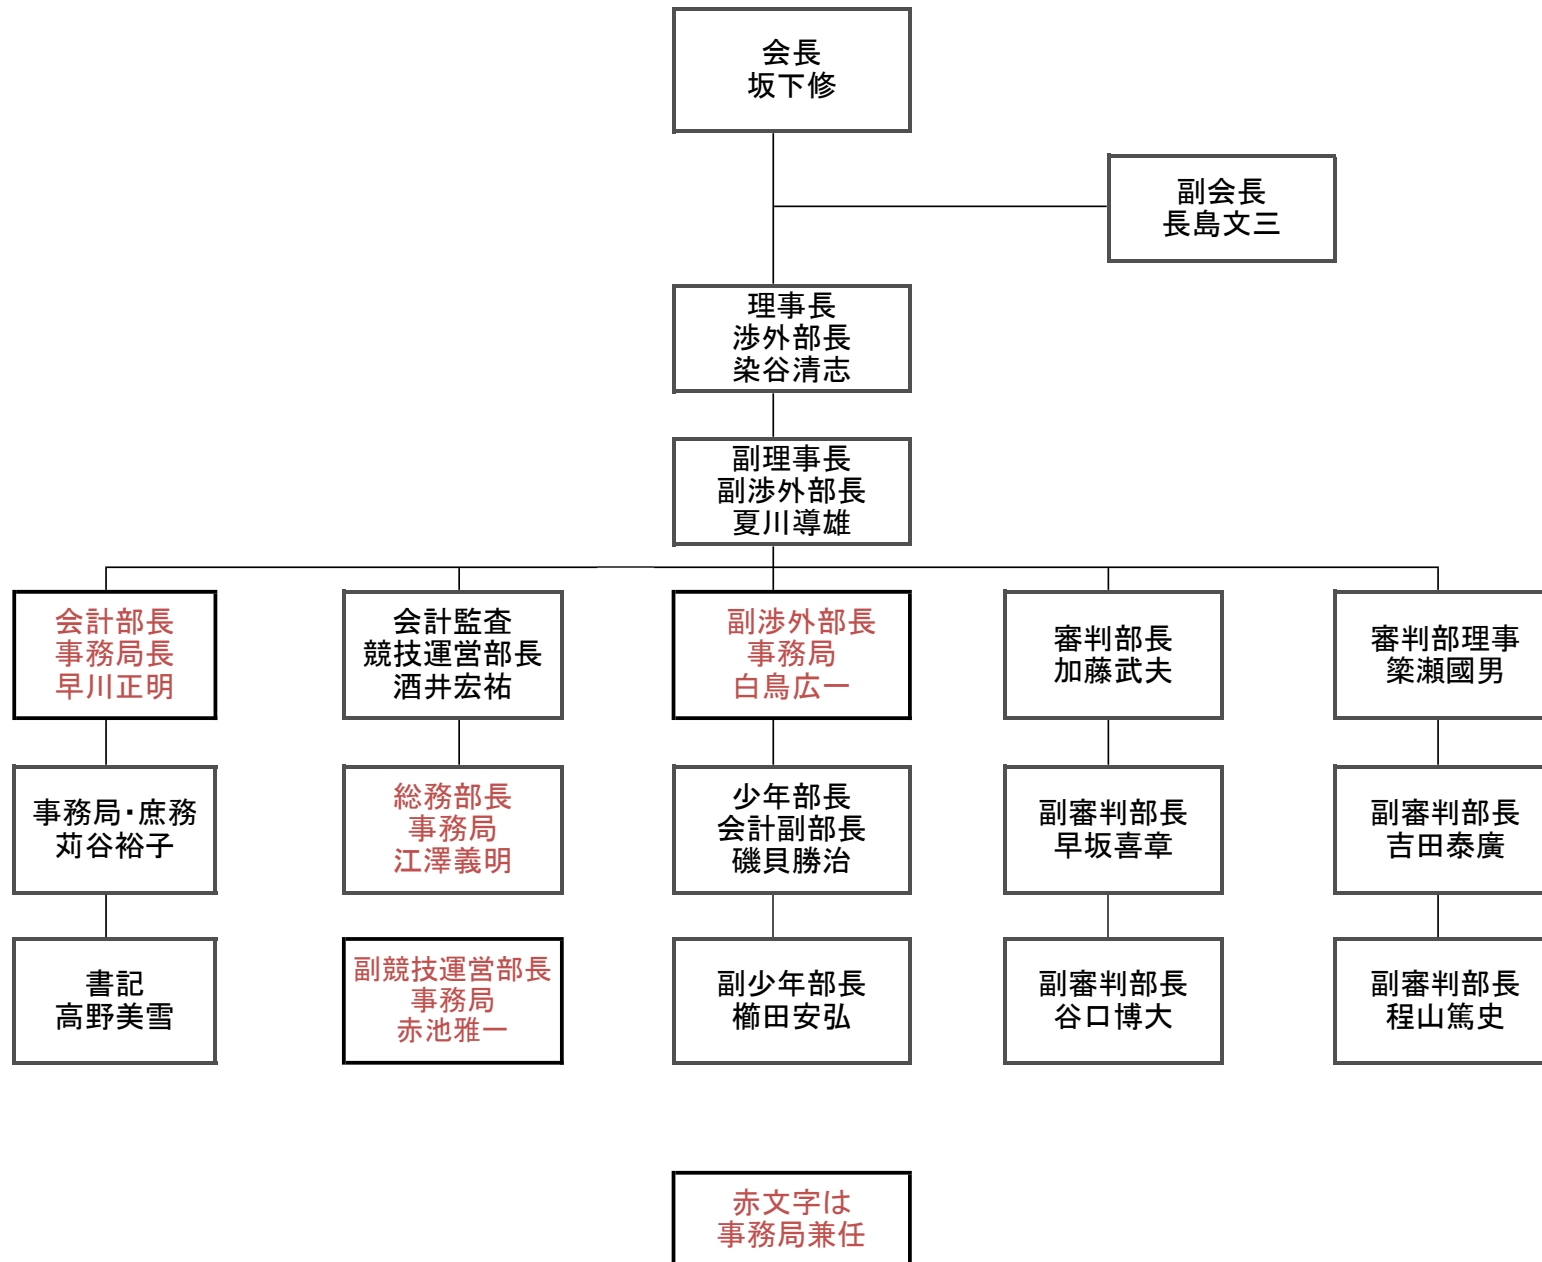 会長
坂下修
副会長
長島文三
理事長
渉外部長
染谷清志
副理事長
副渉外部長
夏川導雄
会計部長
事務局長
早川正明
会計監査
競技運営部長
酒井宏祐
副渉外部長
事務局
白鳥広一
審判部長
加藤武夫
審判部理事
簗瀬國男
事務局・庶務
苅谷裕子
総務部長
事務局
江澤義明
少年部長
会計副部長
磯貝勝治
副審判部長
早坂喜章
副審判部長
吉田泰廣
書記
高野美雪
副競技運営部長
事務局
赤池雅一
副少年部長
櫛田安弘
副審判部長
谷口博大
副審判部長
程山篤史
赤文字は
事務局兼任